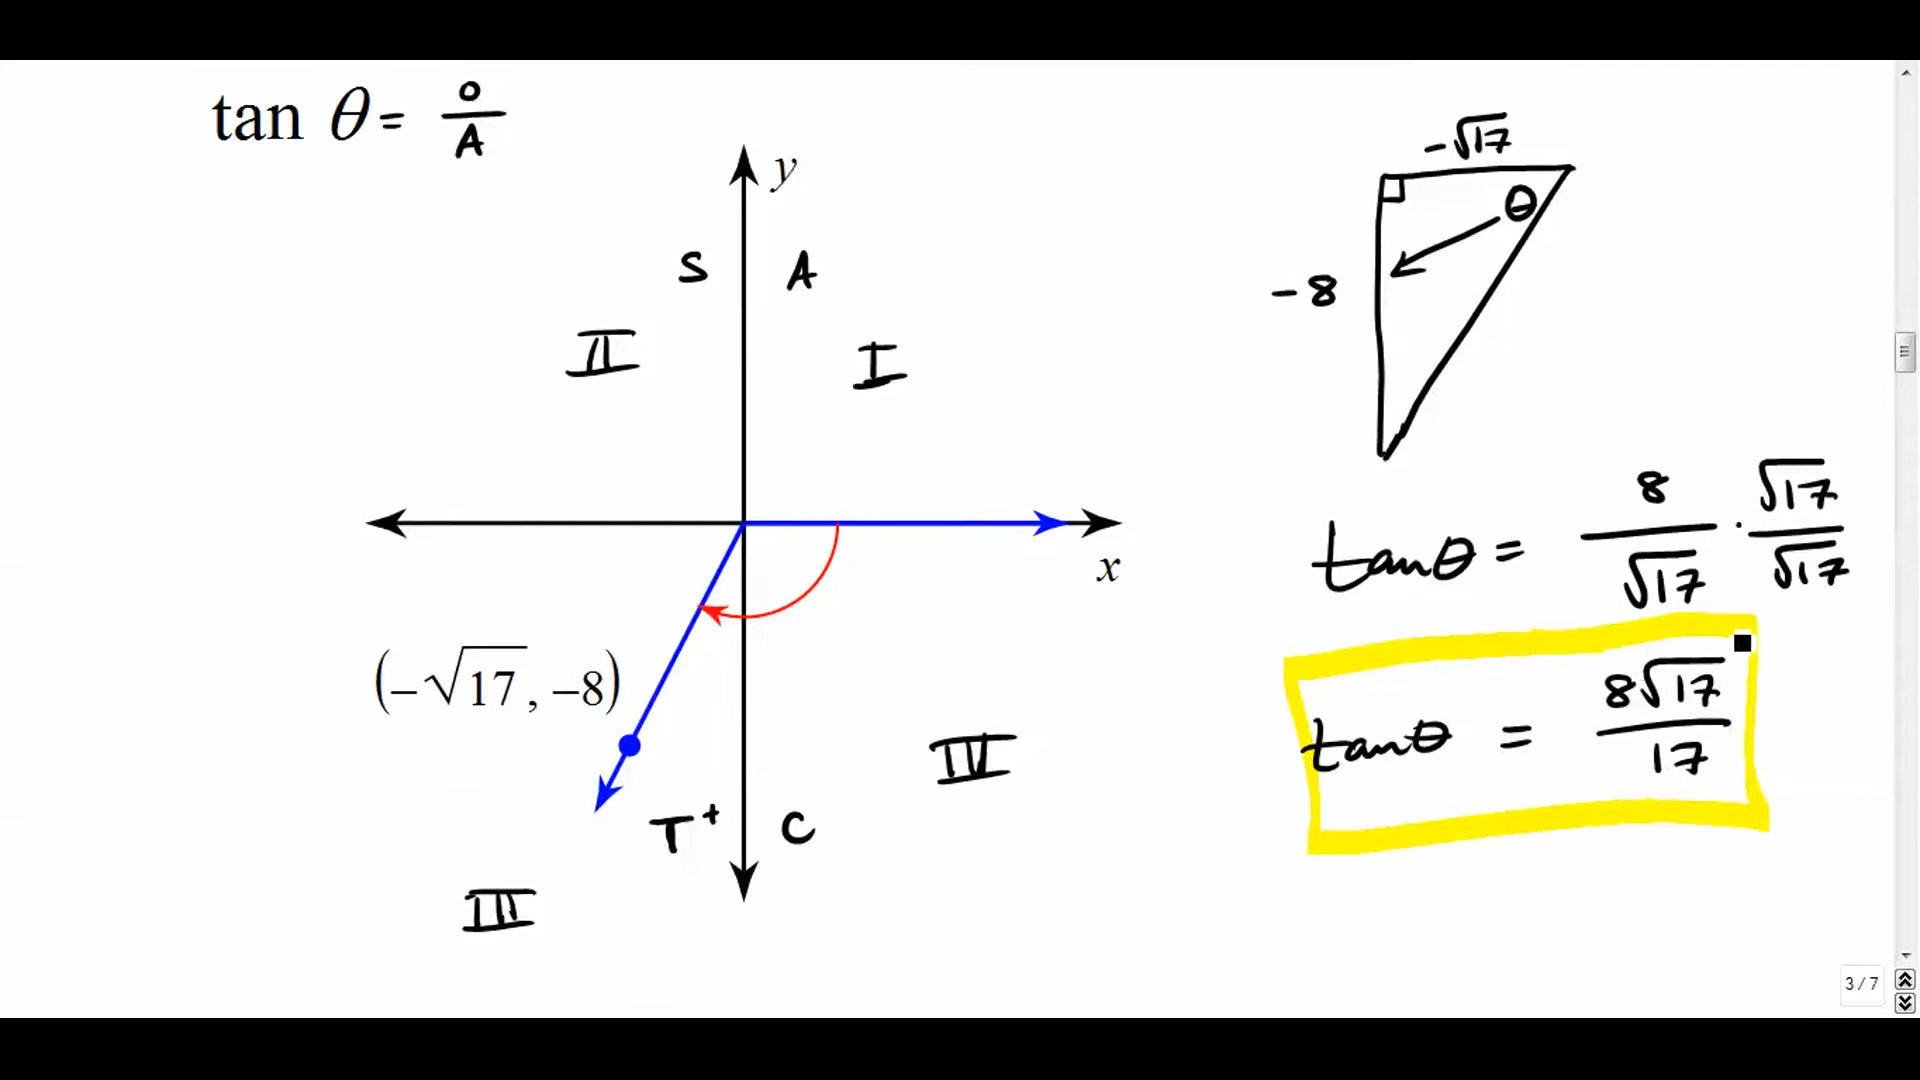 tan θ = O/A
y
-√17
S A
θ
-8
II I
tanθ = 8/√17 · √17/√17
x
(-√17, -8)
tanθ = 8√17/17
IV
T+ C
III
3 / 7